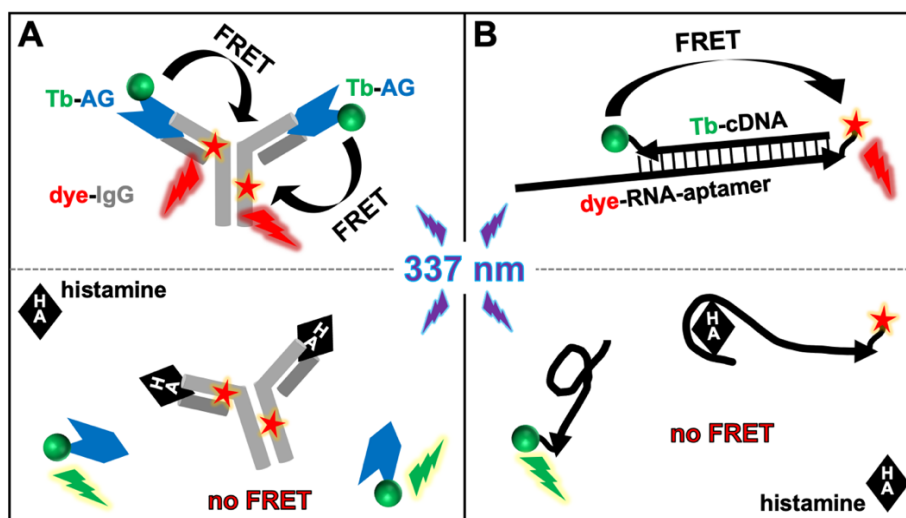 A
FRET
Tb-AG
Tb-AG
dye-IgG
FRET
B
FRET
Tb-cDNA
dye-RNA-aptamer
337 nm
HA
histamine
HA
HA
no FRET
HA
no FRET
HA
histamine